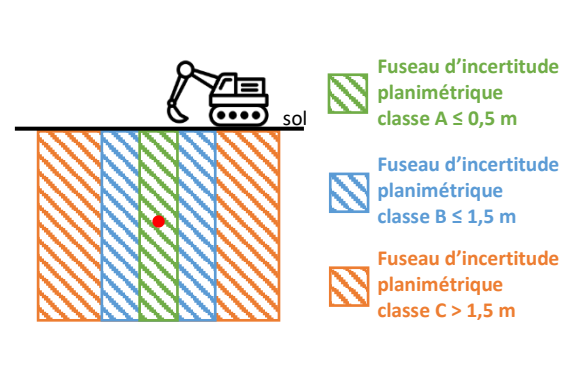 sol
Fuseau d’incertitude
planimétrique
classe A ≤ 0,5 m
Fuseau d’incertitude
planimétrique
classe B ≤ 1,5 m
Fuseau d’incertitude
planimétrique
classe C > 1,5 m